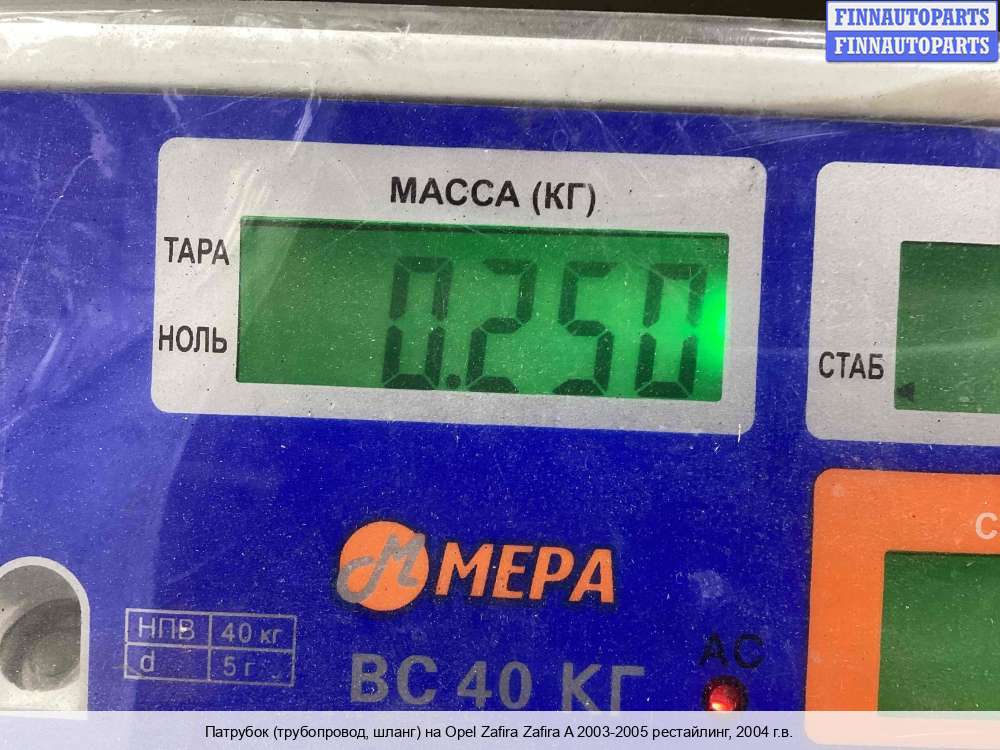 FINNAUTOPARTS
FINNAUTOPARTS
МАССА (КГ)
ТАРА
0.250
НОЛЬ
СТАБ
С
М МЕРА
НПВ 40 кг
d 5 г
ВС 40 КГ
AC
Патрубок (трубопровод, шланг) на Opel Zafira Zafira A 2003-2005 рестайлинг, 2004 г.в.